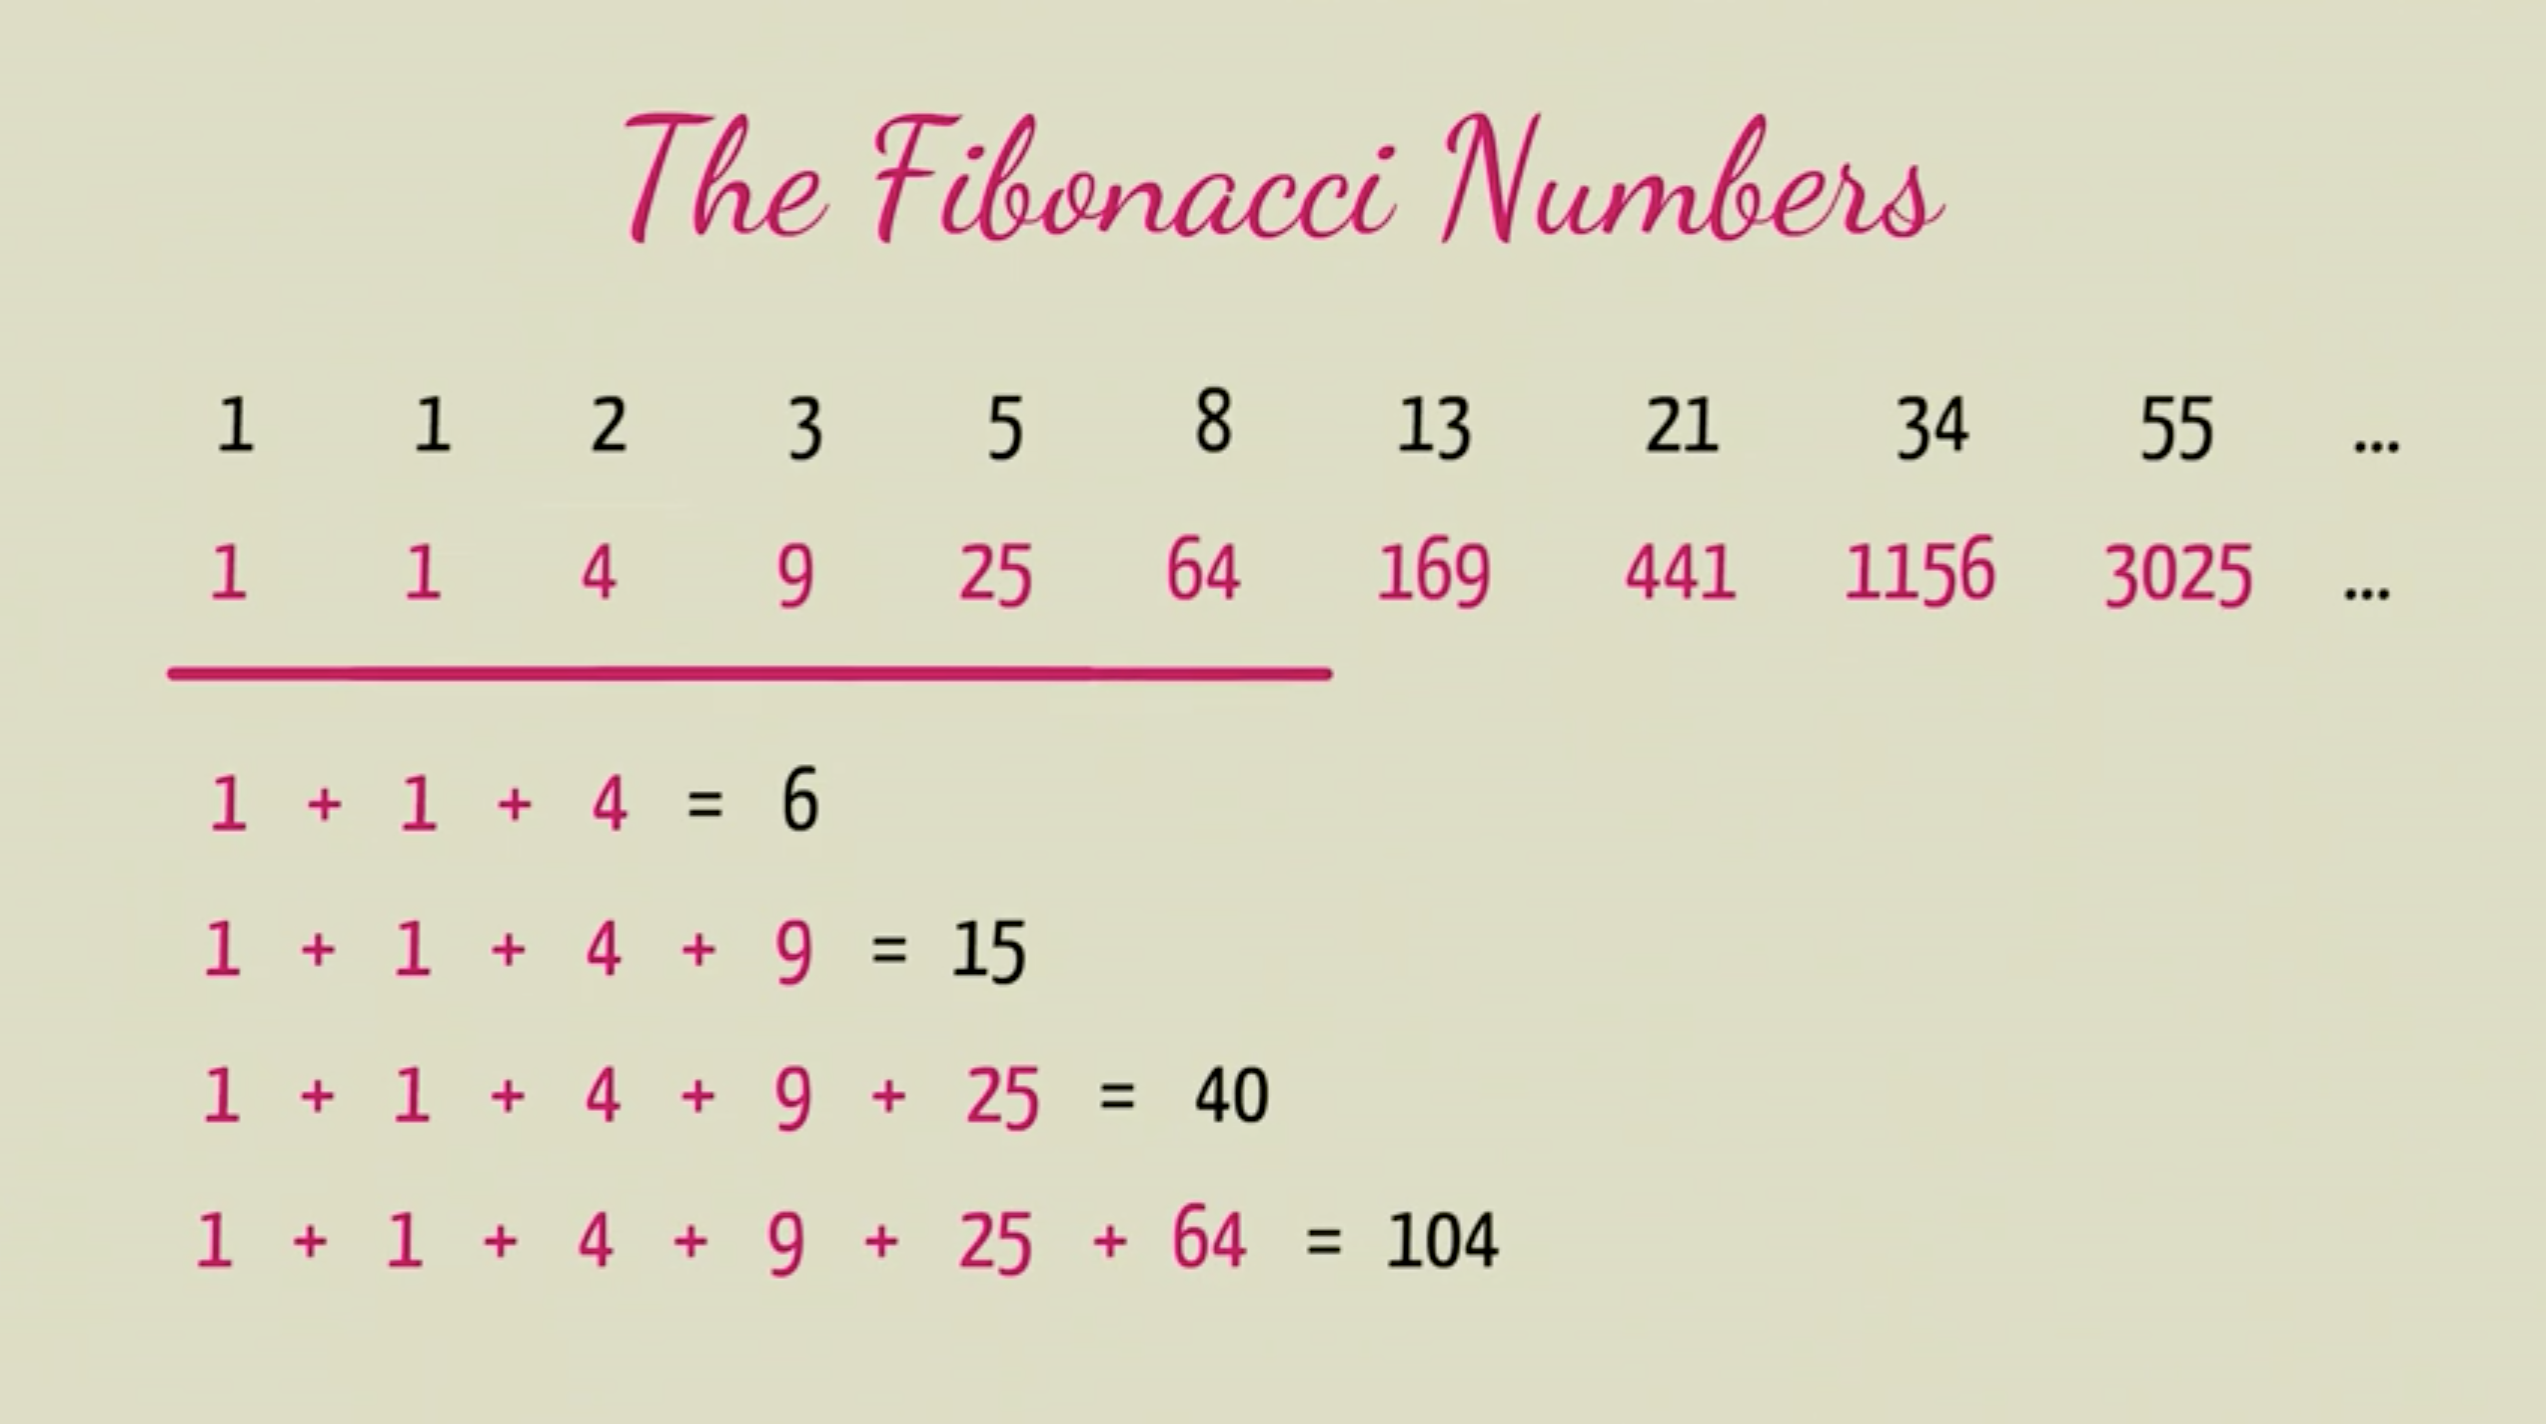 The Fibonacci Numbers
1 1 2 3 5 8 13 21 34 55 ...
1 1 4 9 25 64 169 441 1156 3025 ...
1 + 1 + 4 = 6
1 + 1 + 4 + 9 = 15
1 + 1 + 4 + 9 + 25 = 40
1 + 1 + 4 + 9 + 25 + 64 = 104